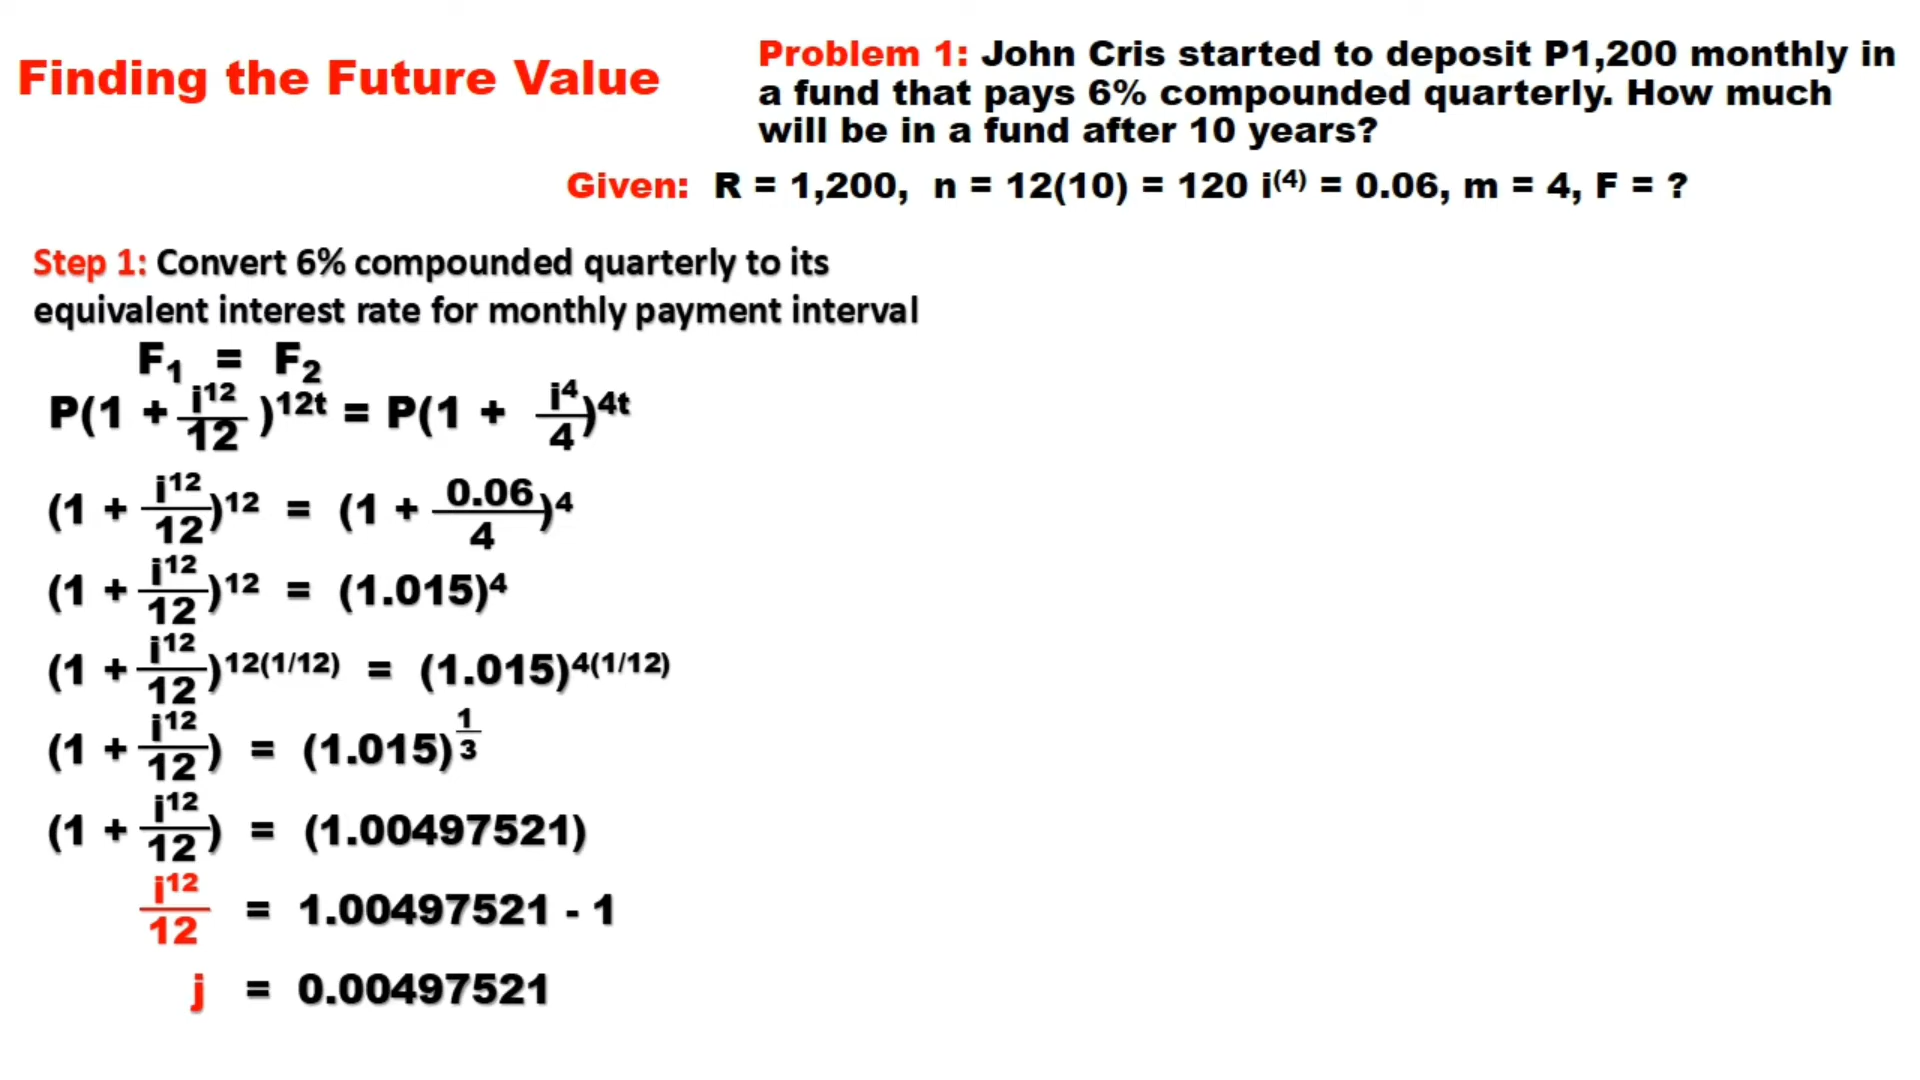 Finding the Future Value
Problem 1: John Cris started to deposit P1,200 monthly in
a fund that pays 6% compounded quarterly. How much
will be in a fund after 10 years?
Given: R = 1,200, n = 12(10) = 120 i⁽⁴⁾ = 0.06, m = 4, F = ?
Step 1: Convert 6% compounded quarterly to its
equivalent interest rate for monthly payment interval
F₁ = F₂
P(1 + i¹²/12)¹²ᵗ = P(1 + i⁴/4)⁴ᵗ
(1 + i¹²/12)¹² = (1 + 0.06/4)⁴
(1 + i¹²/12)¹² = (1.015)⁴
(1 + i¹²/12)¹²⁽¹/¹²⁾ = (1.015)⁴⁽¹/¹²⁾
(1 + i¹²/12) = (1.015)¹/³
(1 + i¹²/12) = (1.00497521)
i¹²/12 = 1.00497521 - 1
j = 0.00497521